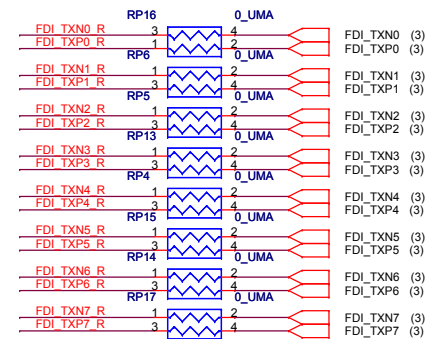 RP16 0_UMA
FDI_TXN0_R 3 4 FDI_TXN0 (3)
FDI_TXP0_R 1 2 FDI_TXP0 (3)
RP6 0_UMA
FDI_TXN1_R 1 2 FDI_TXN1 (3)
FDI_TXP1_R 3 4 FDI_TXP1 (3)
RP5 0_UMA
FDI_TXN2_R 1 2 FDI_TXN2 (3)
FDI_TXP2_R 3 4 FDI_TXP2 (3)
RP13 0_UMA
FDI_TXN3_R 1 2 FDI_TXN3 (3)
FDI_TXP3_R 3 4 FDI_TXP3 (3)
RP4 0_UMA
FDI_TXN4_R 1 2 FDI_TXN4 (3)
FDI_TXP4_R 3 4 FDI_TXP4 (3)
RP15 0_UMA
FDI_TXN5_R 1 2 FDI_TXN5 (3)
FDI_TXP5_R 3 4 FDI_TXP5 (3)
RP14 0_UMA
FDI_TXN6_R 1 2 FDI_TXN6 (3)
FDI_TXP6_R 3 4 FDI_TXP6 (3)
RP17 0_UMA
FDI_TXN7_R 1 2 FDI_TXN7 (3)
FDI_TXP7_R 3 4 FDI_TXP7 (3)